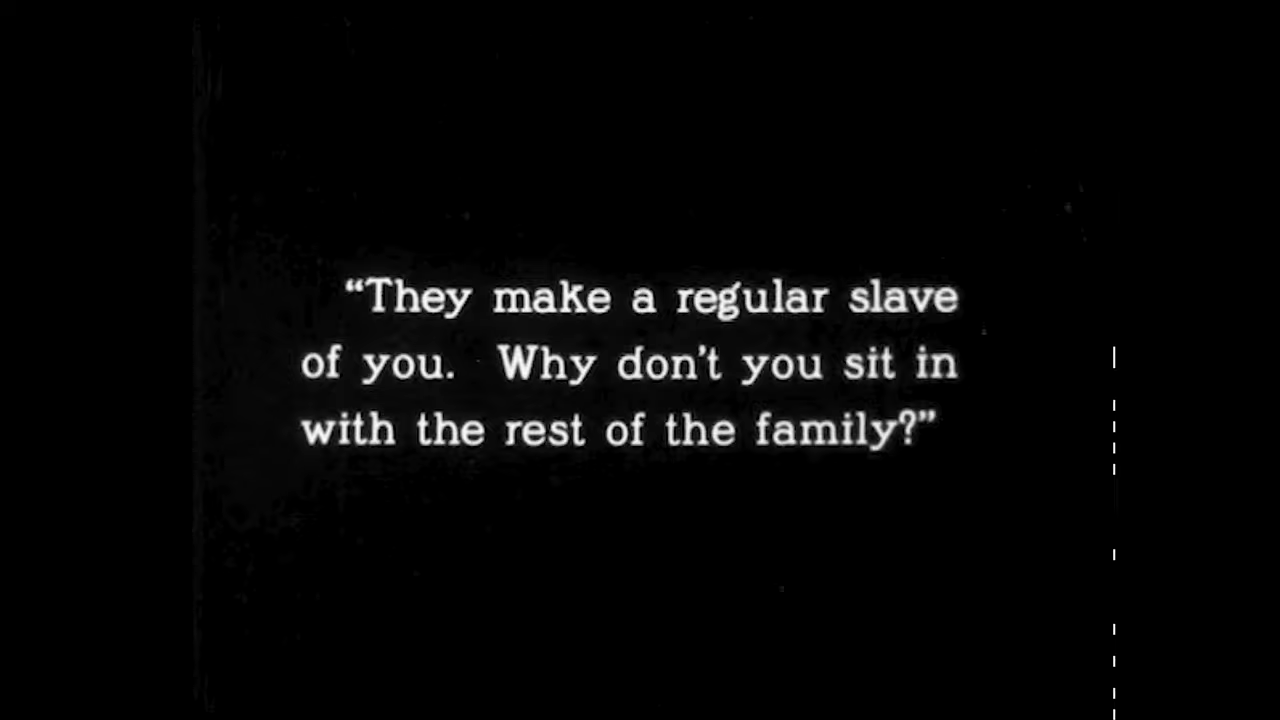 “They make a regular slave
of you. Why don’t you sit in
with the rest of the family?”